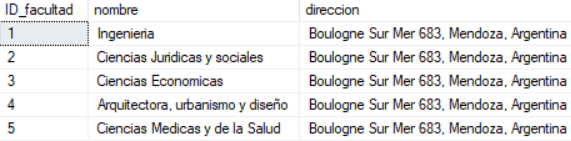 ID_facultad nombre direccion
1 Ingenieria Boulogne Sur Mer 683, Mendoza, Argentina
2 Ciencias Juridicas y sociales Boulogne Sur Mer 683, Mendoza, Argentina
3 Ciencias Economicas Boulogne Sur Mer 683, Mendoza, Argentina
4 Arquitectora, urbanismo y diseño Boulogne Sur Mer 683, Mendoza, Argentina
5 Ciencias Medicas y de la Salud Boulogne Sur Mer 683, Mendoza, Argentina